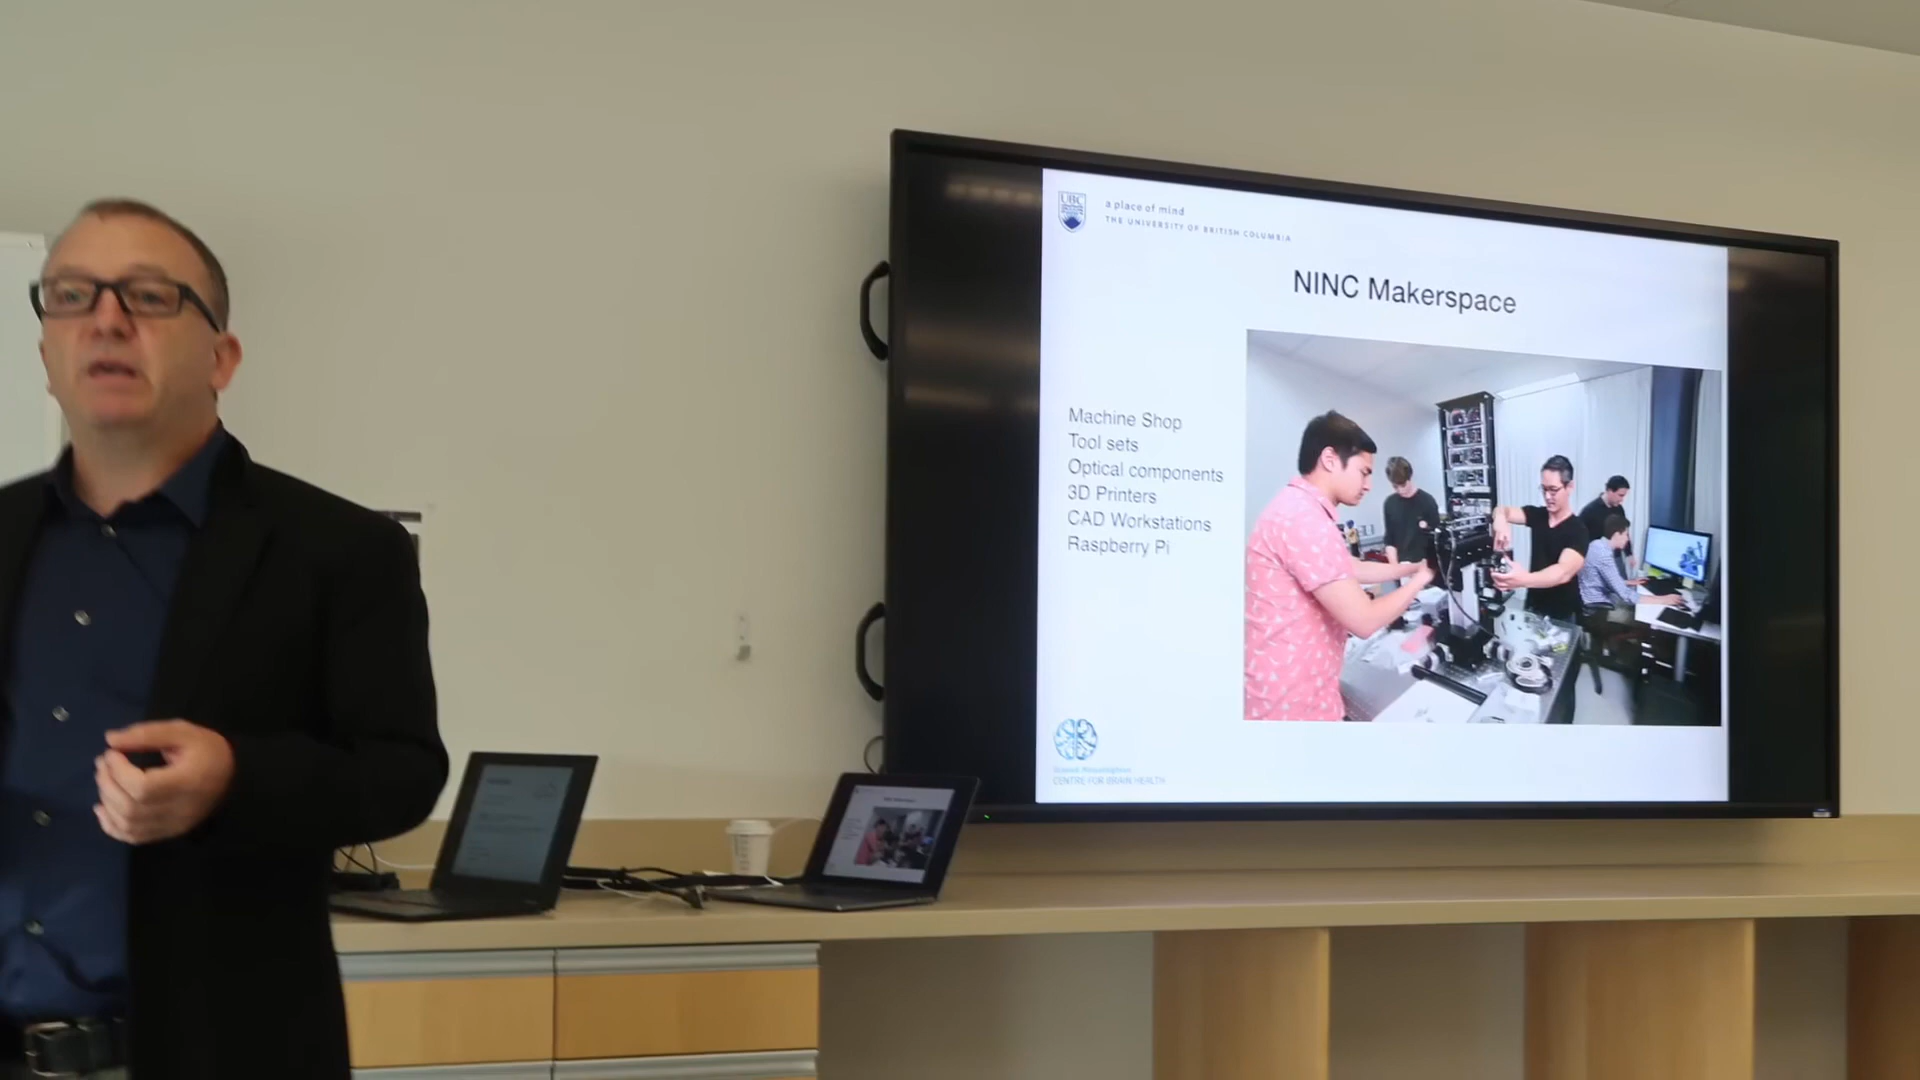 UBC
a place of mind
THE UNIVERSITY OF BRITISH COLUMBIA
NINC Makerspace
Machine Shop
Tool sets
Optical components
3D Printers
CAD Workstations
Raspberry Pi
CENTRE FOR BRAIN HEALTH